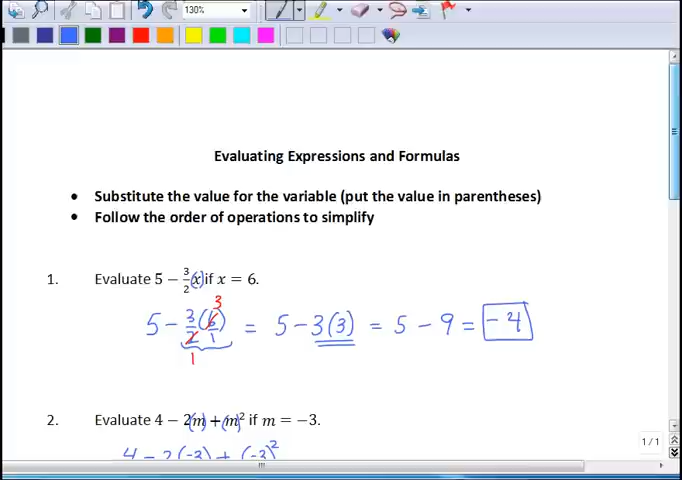 130%
Evaluating Expressions and Formulas
• Substitute the value for the variable (put the value in parentheses)
• Follow the order of operations to simplify
1. Evaluate 5 − 3/2 (x) if x = 6.
3
5 − 3/2 (6/1) = 5 − 3(3) = 5 − 9 = −4
1
2. Evaluate 4 − 2(m) + (m)² if m = −3.
1/1
4 − 2(−3) + (−3)²